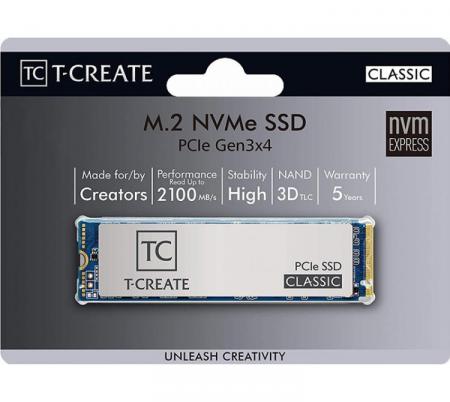 TC T-CREATE
CLASSIC
M.2 NVMe SSD
PCIe Gen3x4
nvm
EXPRESS
Made for/by
Creators
Performance
Read Up to
2100 MB/s
Stability
High
NAND
3D TLC
Warranty
5 Years
TC
T-CREATE
PCIe SSD
CLASSIC
UNLEASH CREATIVITY